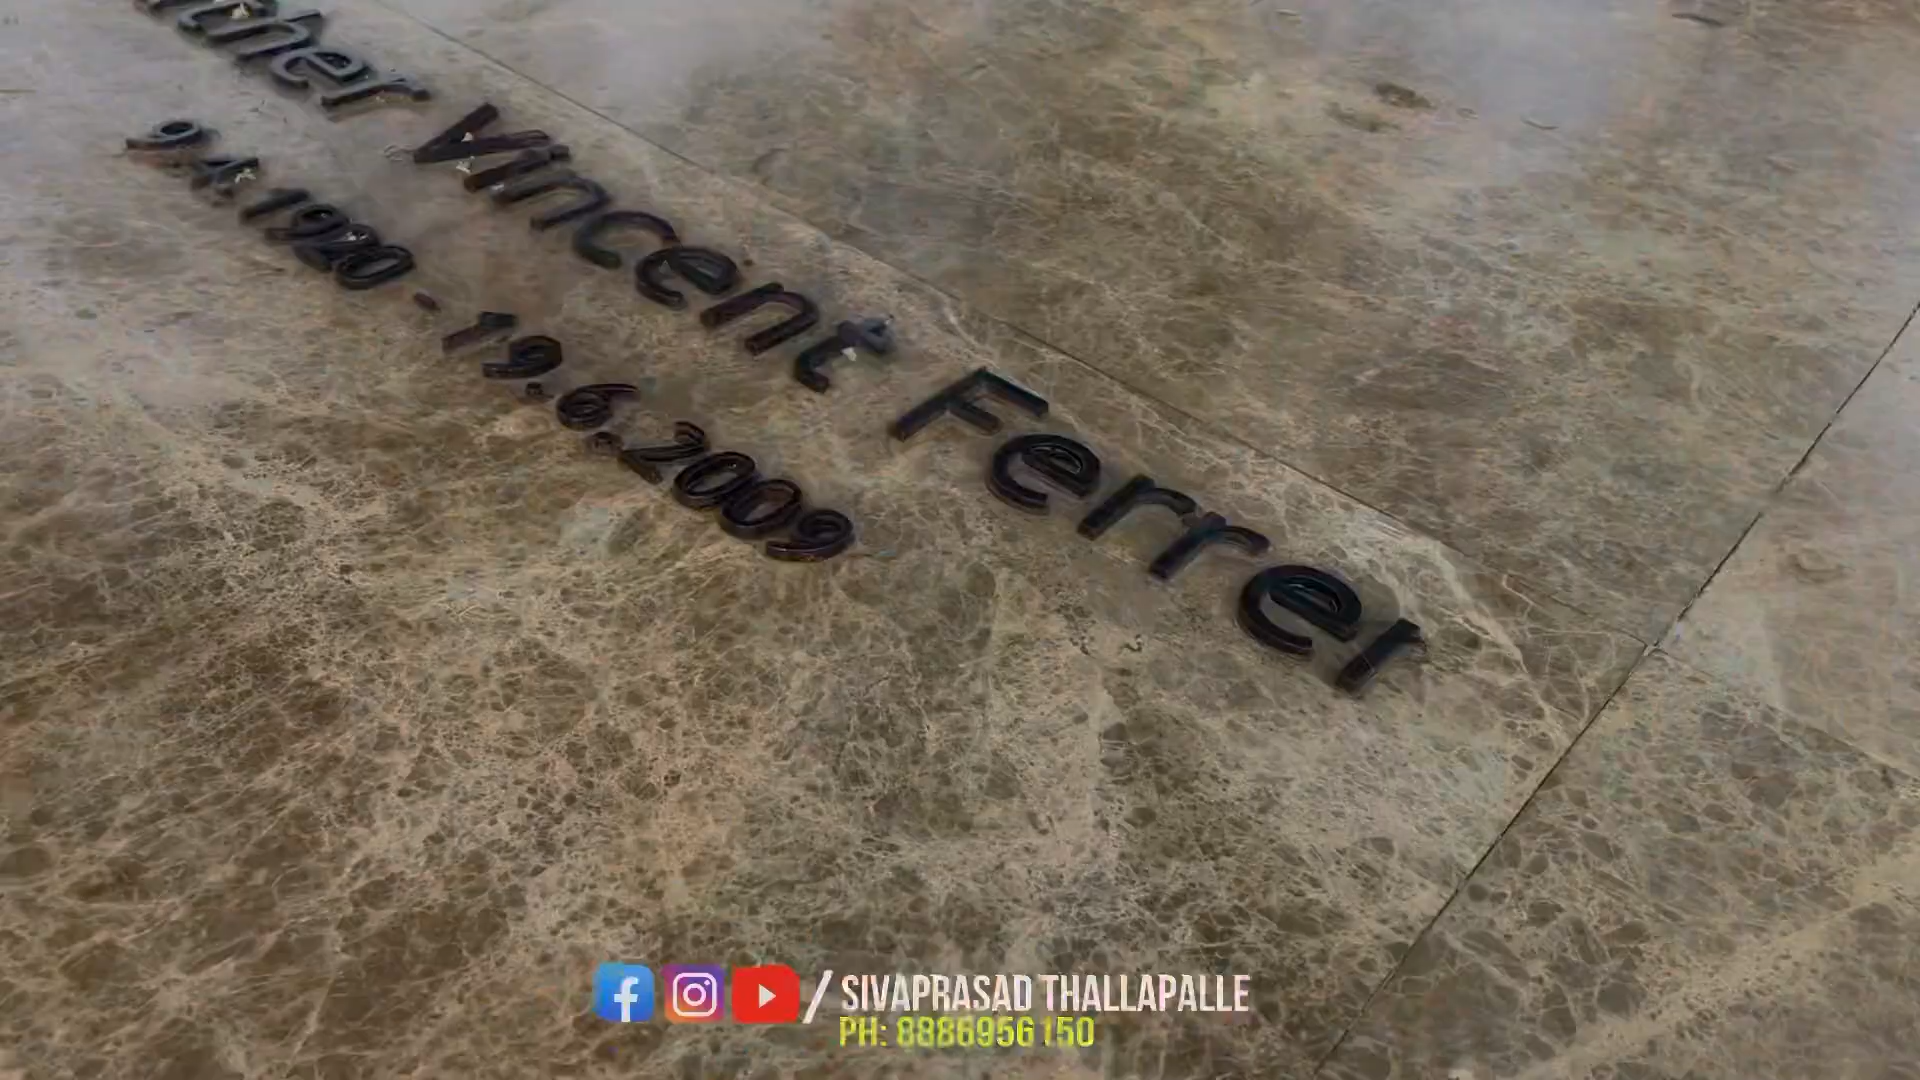 ther Vincent Ferrer
9.4.1920 - 19.6.2009
/ SIVAPRASAD THALLAPALLE
PH: 8886956150